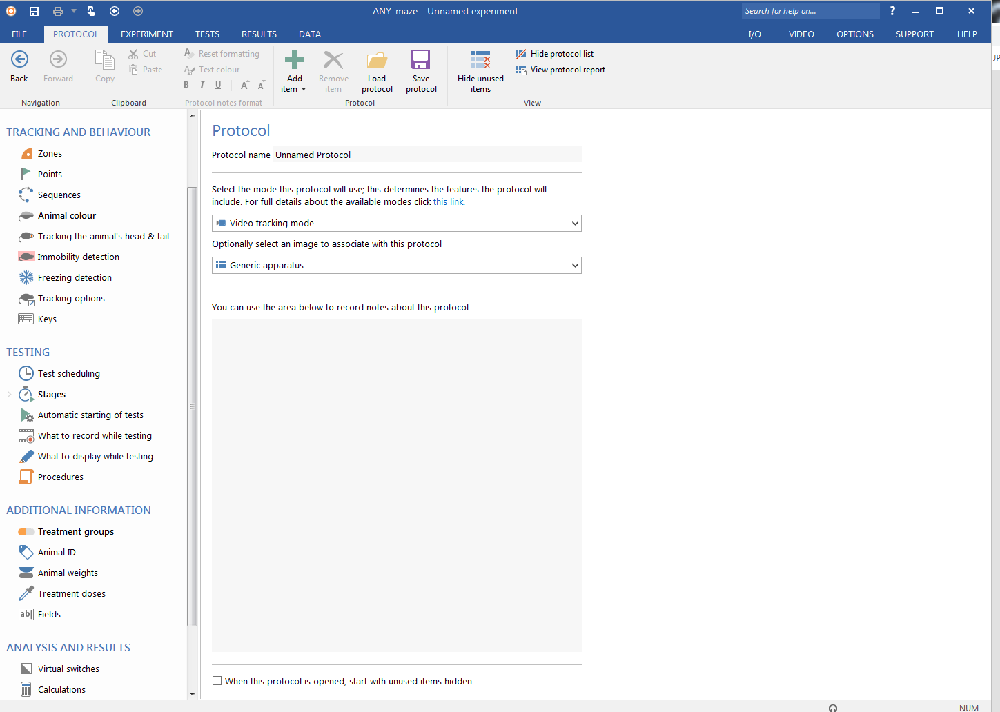 ANY-maze - Unnamed experiment
Search for help on...
?
FILE PROTOCOL EXPERIMENT TESTS RESULTS DATA I/O VIDEO OPTIONS SUPPORT HELP
Back
Forward
Navigation
Copy
Cut
Paste
Clipboard
Reset formatting
Text colour
B I U A A
Protocol notes format
Add item
Remove item
Load protocol
Save protocol
Protocol
Hide unused items
Hide protocol list
View protocol report
View
JP
TRACKING AND BEHAVIOUR
Zones
Points
Sequences
Animal colour
Tracking the animal's head & tail
Immobility detection
Freezing detection
Tracking options
Keys
TESTING
Test scheduling
Stages
Automatic starting of tests
What to record while testing
What to display while testing
Procedures
ADDITIONAL INFORMATION
Treatment groups
Animal ID
Animal weights
Treatment doses
ab Fields
ANALYSIS AND RESULTS
Virtual switches
Calculations
Protocol
Protocol name Unnamed Protocol
Select the mode this protocol will use; this determines the features the protocol will
include. For full details about the available modes click this link.
Video tracking mode
Optionally select an image to associate with this protocol
Generic apparatus
You can use the area below to record notes about this protocol
When this protocol is opened, start with unused items hidden
NUM